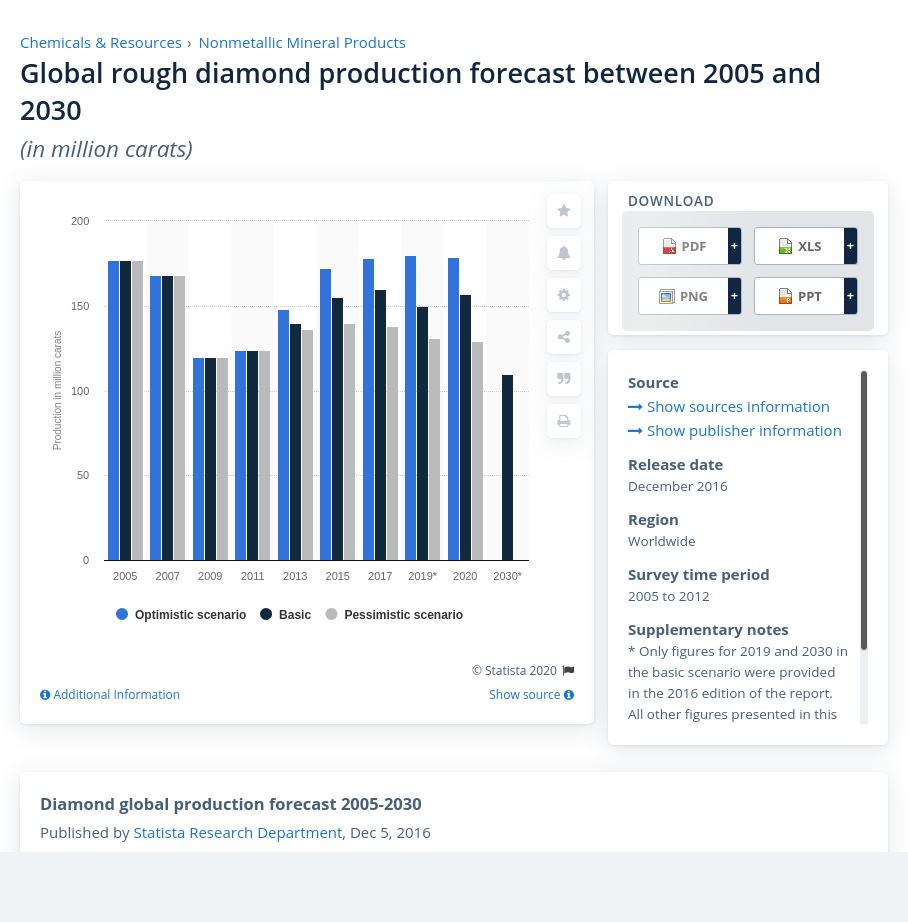 Chemicals & Resources › Nonmetallic Mineral Products
Global rough diamond production forecast between 2005 and
2030
(in million carats)
200
150
100
50
0
Production in million carats
2005 2007 2009 2011 2013 2015 2017 2019* 2020 2030*
Optimistic scenario Basic Pessimistic scenario
© Statista 2020
Additional Information Show source
DOWNLOAD
PDF + XLS +
PNG + PPT +
Source
Show sources information
Show publisher information
Release date
December 2016
Region
Worldwide
Survey time period
2005 to 2012
Supplementary notes
* Only figures for 2019 and 2030 in
the basic scenario were provided
in the 2016 edition of the report.
All other figures presented in this
Diamond global production forecast 2005-2030
Published by Statista Research Department, Dec 5, 2016